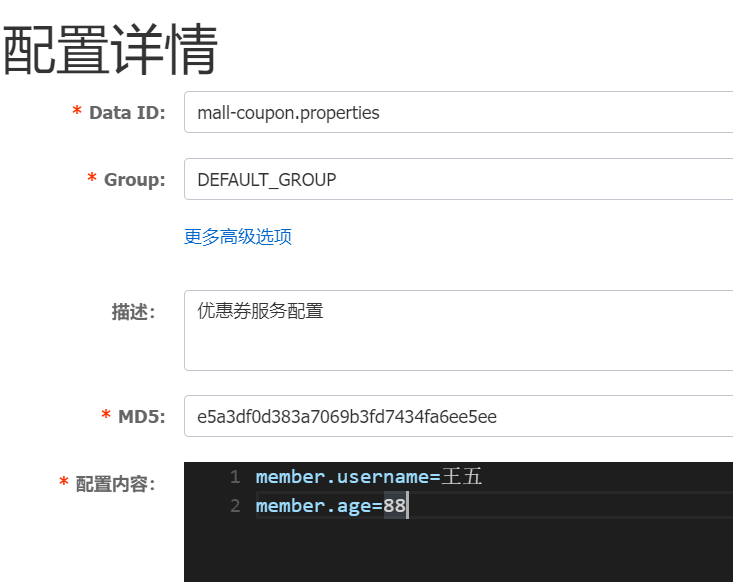 配置详情
* Data ID: mall-coupon.properties
* Group: DEFAULT_GROUP
更多高级选项
描述: 优惠券服务配置
* MD5: e5a3df0d383a7069b3fd7434fa6ee5ee
* 配置内容: 1 member.username=王五
2 member.age=88